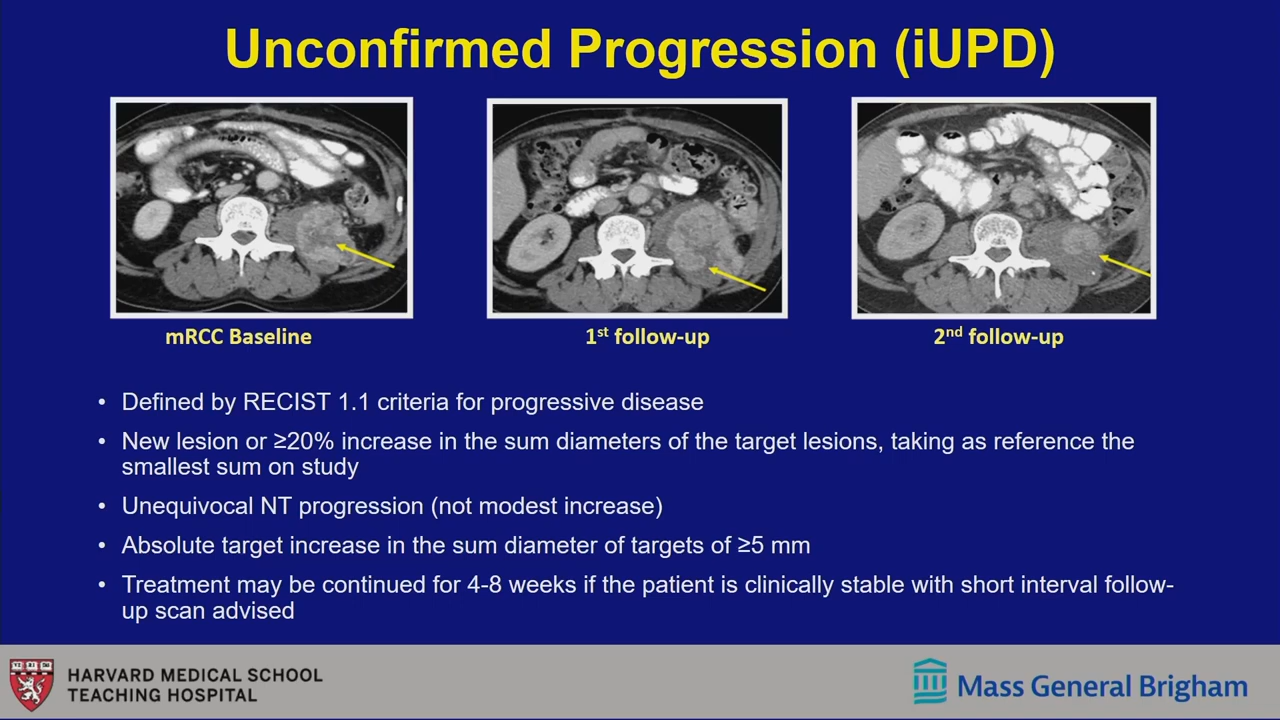 Unconfirmed Progression (iUPD)
mRCC Baseline
1st follow-up
2nd follow-up
• Defined by RECIST 1.1 criteria for progressive disease
• New lesion or ≥20% increase in the sum diameters of the target lesions, taking as reference the
smallest sum on study
• Unequivocal NT progression (not modest increase)
• Absolute target increase in the sum diameter of targets of ≥5 mm
• Treatment may be continued for 4-8 weeks if the patient is clinically stable with short interval follow-
up scan advised
HARVARD MEDICAL SCHOOL
TEACHING HOSPITAL
Mass General Brigham